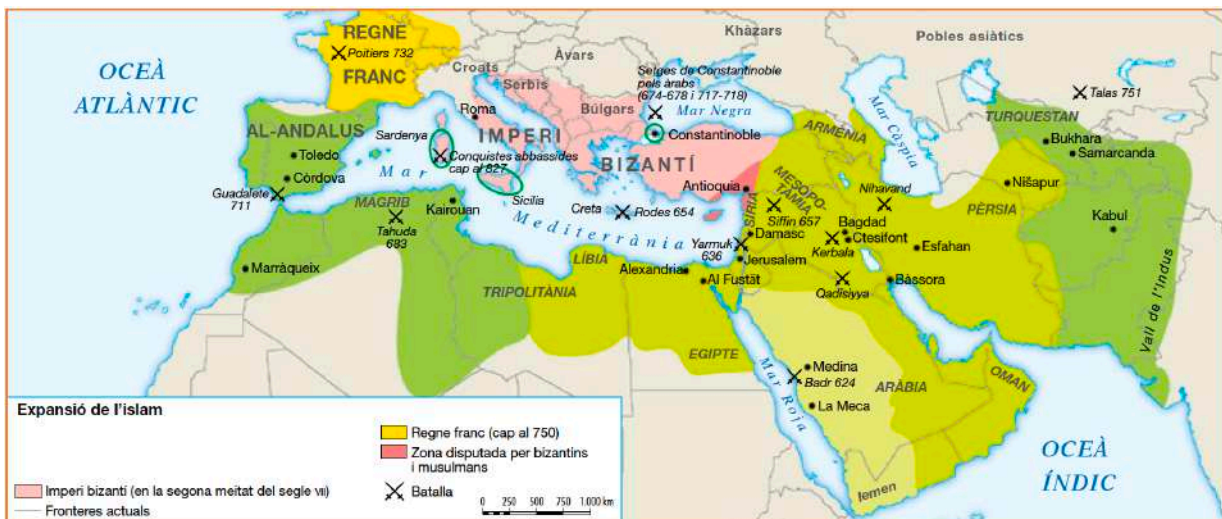 REGNE
Poitiers 732
FRANC
OCEÀ
ATLÀNTIC
Khàzars
Pobles asiàtics
Àvars
Croats
Serbis
Búlgars
Setges de Constantinoble
pels àrabs
(674-678 i 717-718)
Mar Negra
Constantinoble
Mar Càspia
Talas 751
TURQUESTAN
Bukhara
Samarcanda
ARMÈNIA
Roma
IMPERI
BIZANTÍ
AL-ANDALUS
Toledo
Còrdova
Sardenya
Conquistes abbassides
cap al 827
Guadalete
711
Mar
Mediterrània
Sicília
Creta
Rodes 654
Antioquia
SÍRIA
MESOPO-
TÀMIA
Siffin 657
Nihavand
Nišapur
PÈRSIA
Kabul
MAGRIB
Kairouan
Tahuda
683
Marràqueix
Yarmuk
636
Damasc
Jerusalem
Bagdad
Ctesifont
Kerbala
Esfahan
Qadisiyya
Bàssora
Vall de l'Indus
LÍBIA
TRIPOLITÀNIA
Alexandria
Al Fustāt
EGIPTE
Mar Roja
Medina
Badr 624
ARÀBIA
La Meca
OMAN
Iemen
OCEÀ
ÍNDIC
Expansió de l'islam
Regne franc (cap al 750)
Zona disputada per bizantins
i musulmans
Imperi bizantí (en la segona meitat del segle VII)
Batalla
Fronteres actuals
0 250 500 1.000 km